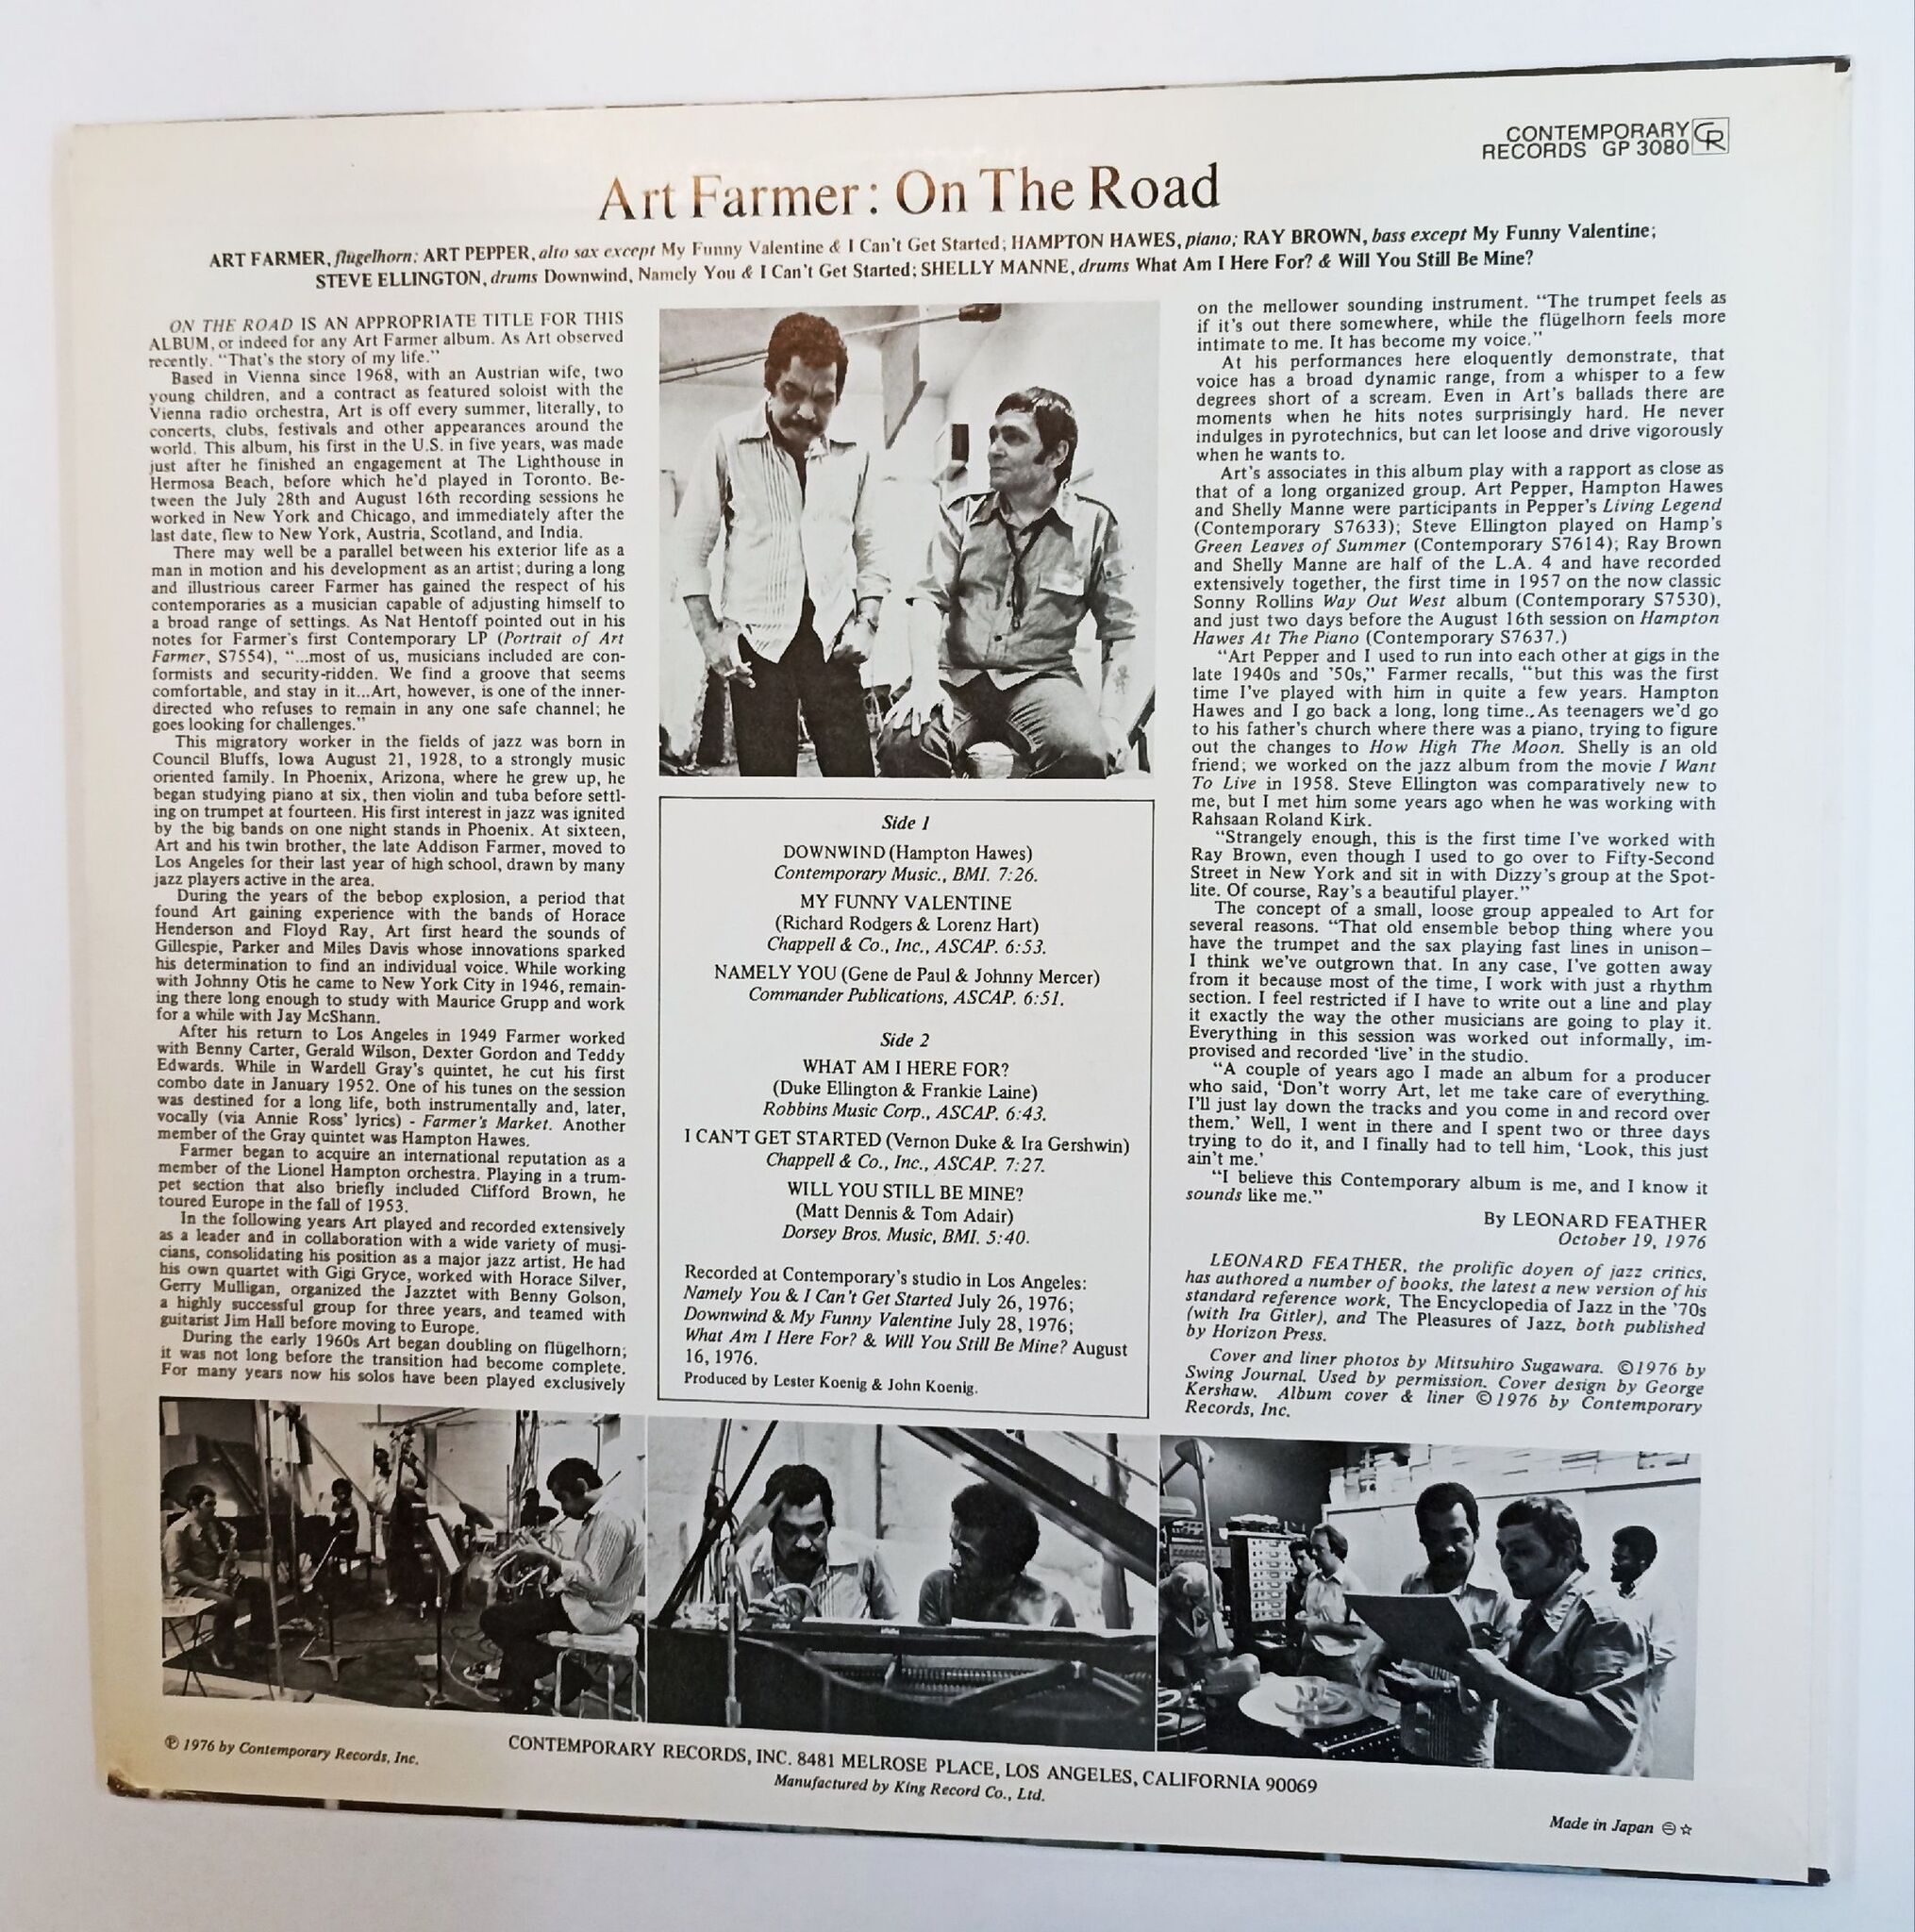 CONTEMPORARY
RECORDS GP 3080 CR
Art Farmer: On The Road
ART FARMER, flügelhorn; ART PEPPER, alto sax except My Funny Valentine & I Can't Get Started; HAMPTON HAWES, piano; RAY BROWN, bass except My Funny Valentine;
STEVE ELLINGTON, drums Downwind, Namely You & I Can't Get Started; SHELLY MANNE, drums What Am I Here For? & Will You Still Be Mine?
ON THE ROAD IS AN APPROPRIATE TITLE FOR THIS
ALBUM, or indeed for any Art Farmer album. As Art observed
recently. "That's the story of my life."
Based in Vienna since 1968, with an Austrian wife, two
young children, and a contract as featured soloist with the
Vienna radio orchestra, Art is off every summer, literally, to
concerts, clubs, festivals and other appearances around the
world. This album, his first in the U.S. in five years, was made
just after he finished an engagement at The Lighthouse in
Hermosa Beach, before which he'd played in Toronto. Be-
tween the July 28th and August 16th recording sessions he
worked in New York and Chicago, and immediately after the
last date, flew to New York, Austria, Scotland, and India.
There may well be a parallel between his exterior life as a
man in motion and his development as an artist; during a long
and illustrious career Farmer has gained the respect of his
contemporaries as a musician capable of adjusting himself to
a broad range of settings. As Nat Hentoff pointed out in his
notes for Farmer's first Contemporary LP (Portrait of Art
Farmer, S7554), "...most of us, musicians included are con-
formists and security-ridden. We find a groove that seems
comfortable, and stay in it...Art, however, is one of the inner-
directed who refuses to remain in any one safe channel; he
goes looking for challenges."
This migratory worker in the fields of jazz was born in
Council Bluffs, Iowa August 21, 1928, to a strongly music
oriented family. In Phoenix, Arizona, where he grew up, he
began studying piano at six, then violin and tuba before settl-
ing on trumpet at fourteen. His first interest in jazz was ignited
by the big bands on one night stands in Phoenix. At sixteen,
Art and his twin brother, the late Addison Farmer, moved to
Los Angeles for their last year of high school, drawn by many
jazz players active in the area.
During the years of the bebop explosion, a period that
found Art gaining experience with the bands of Horace
Henderson and Floyd Ray, Art first heard the sounds of
Gillespie, Parker and Miles Davis whose innovations sparked
his determination to find an individual voice. While working
with Johnny Otis he came to New York City in 1946, remain-
ing there long enough to study with Maurice Grupp and work
for a while with Jay McShann.
After his return to Los Angeles in 1949 Farmer worked
with Benny Carter, Gerald Wilson, Dexter Gordon and Teddy
Edwards. While in Wardell Gray's quintet, he cut his first
combo date in January 1952. One of his tunes on the session
was destined for a long life, both instrumentally and, later,
vocally (via Annie Ross' lyrics) - Farmer's Market. Another
member of the Gray quintet was Hampton Hawes.
Farmer began to acquire an international reputation as a
member of the Lionel Hampton orchestra. Playing in a trum-
pet section that also briefly included Clifford Brown, he
toured Europe in the fall of 1953.
In the following years Art played and recorded extensively
as a leader and in collaboration with a wide variety of musi-
cians, consolidating his position as a major jazz artist. He had
his own quartet with Gigi Gryce, worked with Horace Silver,
Gerry Mulligan, organized the Jazztet with Benny Golson,
a highly successful group for three years, and teamed with
guitarist Jim Hall before moving to Europe.
During the early 1960s Art began doubling on flügelhorn;
it was not long before the transition had become complete.
For many years now his solos have been played exclusively
Side 1
DOWNWIND (Hampton Hawes)
Contemporary Music., BMI. 7:26.
MY FUNNY VALENTINE
(Richard Rodgers & Lorenz Hart)
Chappell & Co., Inc., ASCAP. 6:53.
NAMELY YOU (Gene de Paul & Johnny Mercer)
Commander Publications, ASCAP. 6:51.
Side 2
WHAT AM I HERE FOR?
(Duke Ellington & Frankie Laine)
Robbins Music Corp., ASCAP. 6:43.
I CAN'T GET STARTED (Vernon Duke & Ira Gershwin)
Chappell & Co., Inc., ASCAP. 7:27.
WILL YOU STILL BE MINE?
(Matt Dennis & Tom Adair)
Dorsey Bros. Music, BMI. 5:40.
Recorded at Contemporary's studio in Los Angeles:
Namely You & I Can't Get Started July 26, 1976;
Downwind & My Funny Valentine July 28, 1976;
What Am I Here For? & Will You Still Be Mine? August
16, 1976.
Produced by Lester Koenig & John Koenig.
on the mellower sounding instrument. "The trumpet feels as
if it's out there somewhere, while the flügelhorn feels more
intimate to me. It has become my voice."
At his performances here eloquently demonstrate, that
voice has a broad dynamic range, from a whisper to a few
degrees short of a scream. Even in Art's ballads there are
moments when he hits notes surprisingly hard. He never
indulges in pyrotechnics, but can let loose and drive vigorously
when he wants to.
Art's associates in this album play with a rapport as close as
that of a long organized group. Art Pepper, Hampton Hawes
and Shelly Manne were participants in Pepper's Living Legend
(Contemporary S7633); Steve Ellington played on Hamp's
Green Leaves of Summer (Contemporary S7614); Ray Brown
and Shelly Manne are half of the L.A. 4 and have recorded
extensively together, the first time in 1957 on the now classic
Sonny Rollins Way Out West album (Contemporary S7530),
and just two days before the August 16th session on Hampton
Hawes At The Piano (Contemporary S7637.)
"Art Pepper and I used to run into each other at gigs in the
late 1940s and '50s," Farmer recalls, "but this was the first
time I've played with him in quite a few years. Hampton
Hawes and I go back a long, long time.. As teenagers we'd go
to his father's church where there was a piano, trying to figure
out the changes to How High The Moon. Shelly is an old
friend; we worked on the jazz album from the movie I Want
To Live in 1958. Steve Ellington was comparatively new to
me, but I met him some years ago when he was working with
Rahsaan Roland Kirk.
"Strangely enough, this is the first time I've worked with
Ray Brown, even though I used to go over to Fifty-Second
Street in New York and sit in with Dizzy's group at the Spot-
lite. Of course, Ray's a beautiful player."
The concept of a small, loose group appealed to Art for
several reasons. "That old ensemble bebop thing where you
have the trumpet and the sax playing fast lines in unison—
I think we've outgrown that. In any case, I've gotten away
from it because most of the time, I work with just a rhythm
section. I feel restricted if I have to write out a line and play
it exactly the way the other musicians are going to play it.
Everything in this session was worked out informally, im-
provised and recorded 'live' in the studio.
"A couple of years ago I made an album for a producer
who said, 'Don't worry Art, let me take care of everything.
I'll just lay down the tracks and you come in and record over
them.' Well, I went in there and I spent two or three days
trying to do it, and I finally had to tell him, 'Look, this just
ain't me.'
"I believe this Contemporary album is me, and I know it
sounds like me."
By LEONARD FEATHER
October 19, 1976
LEONARD FEATHER, the prolific doyen of jazz critics,
has authored a number of books, the latest a new version of his
standard reference work, The Encyclopedia of Jazz in the '70s
(with Ira Gitler), and The Pleasures of Jazz, both published
by Horizon Press.
Cover and liner photos by Mitsuhiro Sugawara. ©1976 by
Swing Journal. Used by permission. Cover design by George
Kershaw. Album cover & liner ©1976 by Contemporary
Records, Inc.
℗ 1976 by Contemporary Records, Inc.
CONTEMPORARY RECORDS, INC. 8481 MELROSE PLACE, LOS ANGELES, CALIFORNIA 90069
Manufactured by King Record Co., Ltd.
Made in Japan ㊂☆